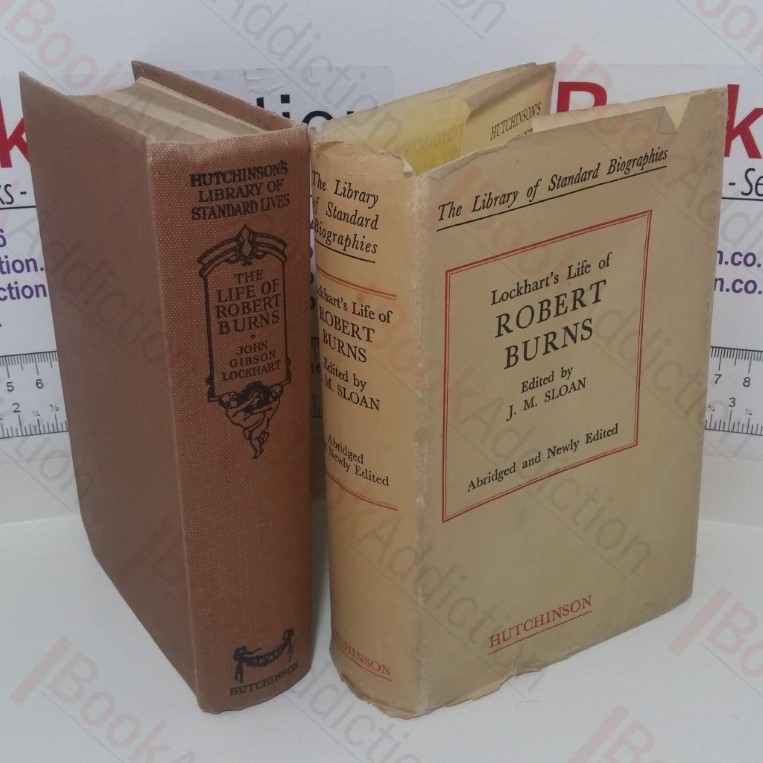 HUTCHINSON'S
LIBRARY OF
STANDARD LIVES
THE
LIFE OF
ROBERT
BURNS
JOHN
GIBSON
LOCKHART
HUTCHINSON
The Library
of Standard
Biographies
Lockhart's Life of
ROBERT
BURNS
Edited by
M. SLOAN
Abridged
Newly Edited
HUTCHINSON
HUTCHINSON'S
The Library of Standard Biographies
Lockhart's Life of
ROBERT
BURNS
Edited by
J. M. SLOAN
Abridged and Newly Edited
HUTCHINSON
BookAddiction